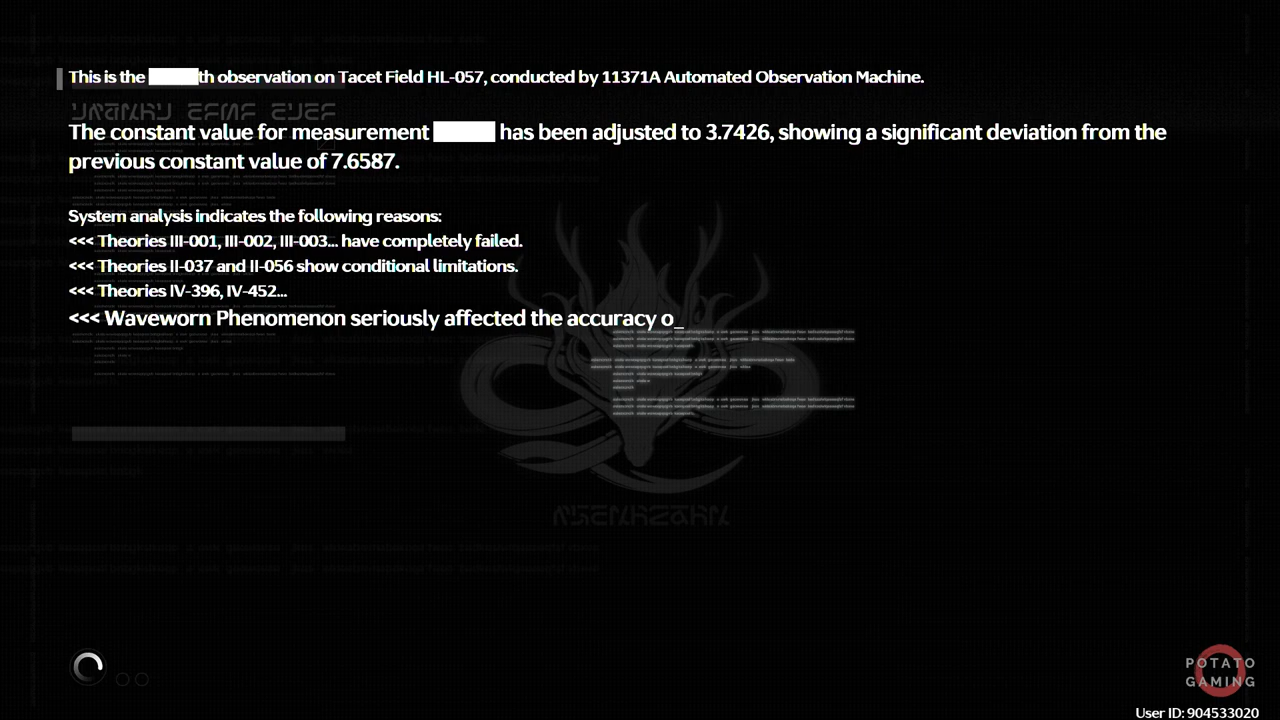 This is the th observation on Tacet Field HL-057, conducted by 11371A Automated Observation Machine.
The constant value for measurement has been adjusted to 3.7426, showing a significant deviation from the
previous constant value of 7.6587.
System analysis indicates the following reasons:
<<< Theories III-001, III-002, III-003... have completely failed.
<<< Theories II-037 and II-056 show conditional limitations.
<<< Theories IV-396, IV-452...
<<< Waveworn Phenomenon seriously affected the accuracy o_
POTATO
GAMING
User ID: 904533020